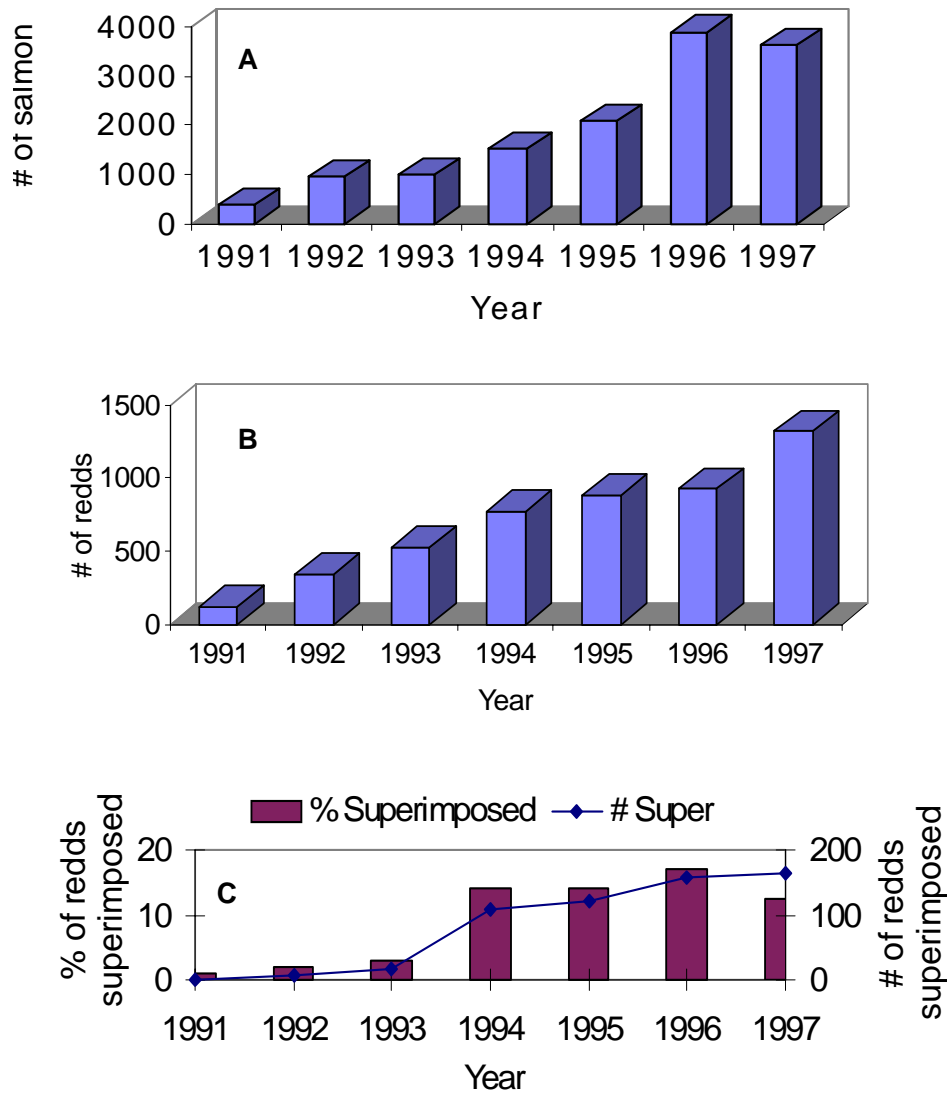 A
# of salmon
4000
3000
2000
1000
0
1991 1992 1993 1994 1995 1996 1997
Year
B
# of redds
1500
1000
500
0
1991 1992 1993 1994 1995 1996 1997
Year
% Superimposed # Super
C
% of redds
superimposed
20
10
0
200
100
0
# of redds
superimposed
1991 1992 1993 1994 1995 1996 1997
Year